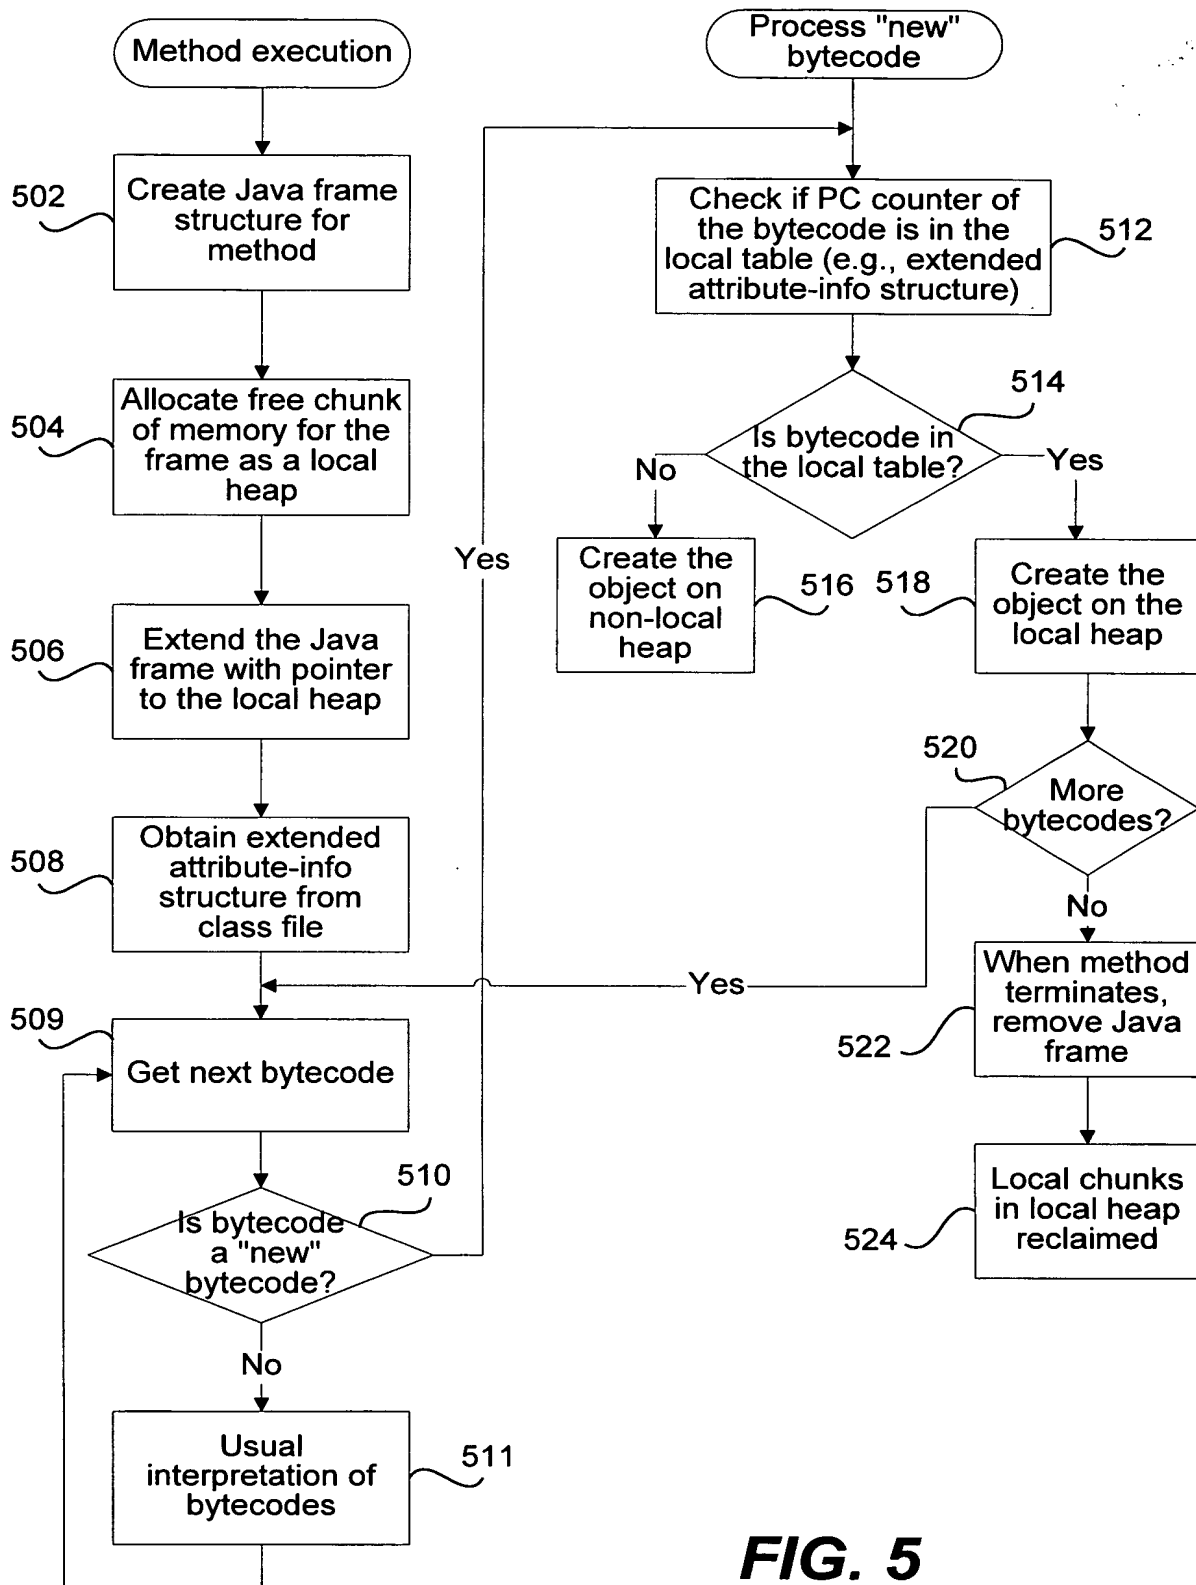 Method execution
502
Create Java frame
structure for
method
504
Allocate free chunk
of memory for the
frame as a local
heap
506
Extend the Java
frame with pointer
to the local heap
508
Obtain extended
attribute-info
structure from
class file
509
Get next bytecode
510
Is bytecode
a "new"
bytecode?
No
Usual
interpretation of
bytecodes
511
Yes
Process "new"
bytecode
Check if PC counter of
the bytecode is in the
local table (e.g., extended
attribute-info structure)
512
514
Is bytecode in
the local table?
No
Yes
Create the
object on
non-local
heap
516
518
Create the
object on the
local heap
520
More
bytecodes?
Yes
No
When method
terminates,
remove Java
frame
522
Local chunks
in local heap
reclaimed
524
FIG. 5